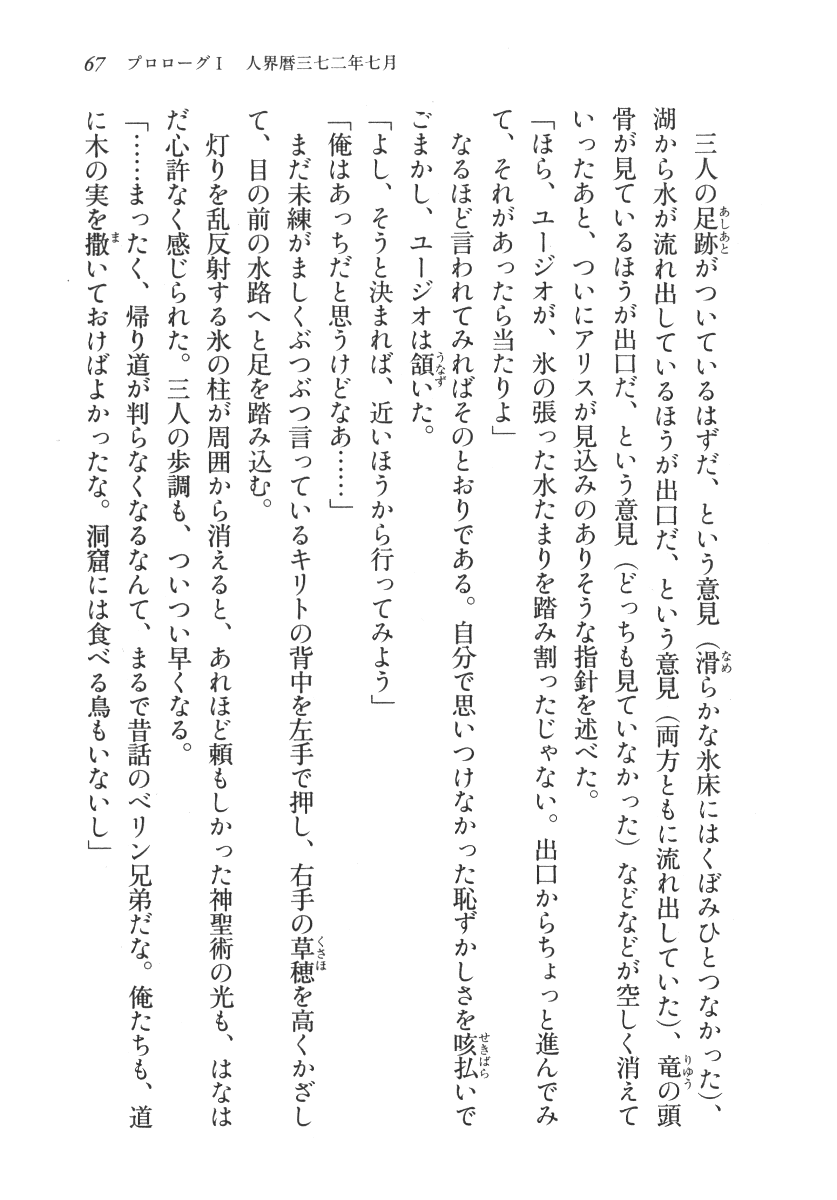 67　プロローグⅠ　人界暦三七二年七月
三人の足跡がついているはずだ、という意見（滑らかな氷床にはくぼみひとつなかった）、
湖から水が流れ出しているほうが出口だ、という意見（両方ともに流れ出していた）、竜の頭
骨が見ているほうが出口だ、という意見（どっちも見ていなかった）などなどが空しく消えて
いったあと、ついにアリスが見込みのありそうな指針を述べた。
「ほら、ユージオが、氷の張った水たまりを踏み割ったじゃない。出口からちょっと進んでみ
て、それがあったら当たりよ」
なるほど言われてみればそのとおりである。自分で思いつけなかった恥ずかしさを咳払いで
ごまかし、ユージオは頷いた。
「よし、そうと決まれば、近いほうから行ってみよう」
「俺はあっちだと思うけどなあ……」
まだ未練がましくぶつぶつ言っているキリトの背中を左手で押し、右手の草穂を高くかざし
て、目の前の水路へと足を踏み込む。
灯りを乱反射する氷の柱が周囲から消えると、あれほど頼もしかった神聖術の光も、はなは
だ心許なく感じられた。三人の歩調も、ついつい早くなる。
「……まったく、帰り道が判らなくなるなんて、まるで昔話のベリン兄弟だな。俺たちも、道
に木の実を撒いておけばよかったな。洞窟には食べる鳥もいないし」